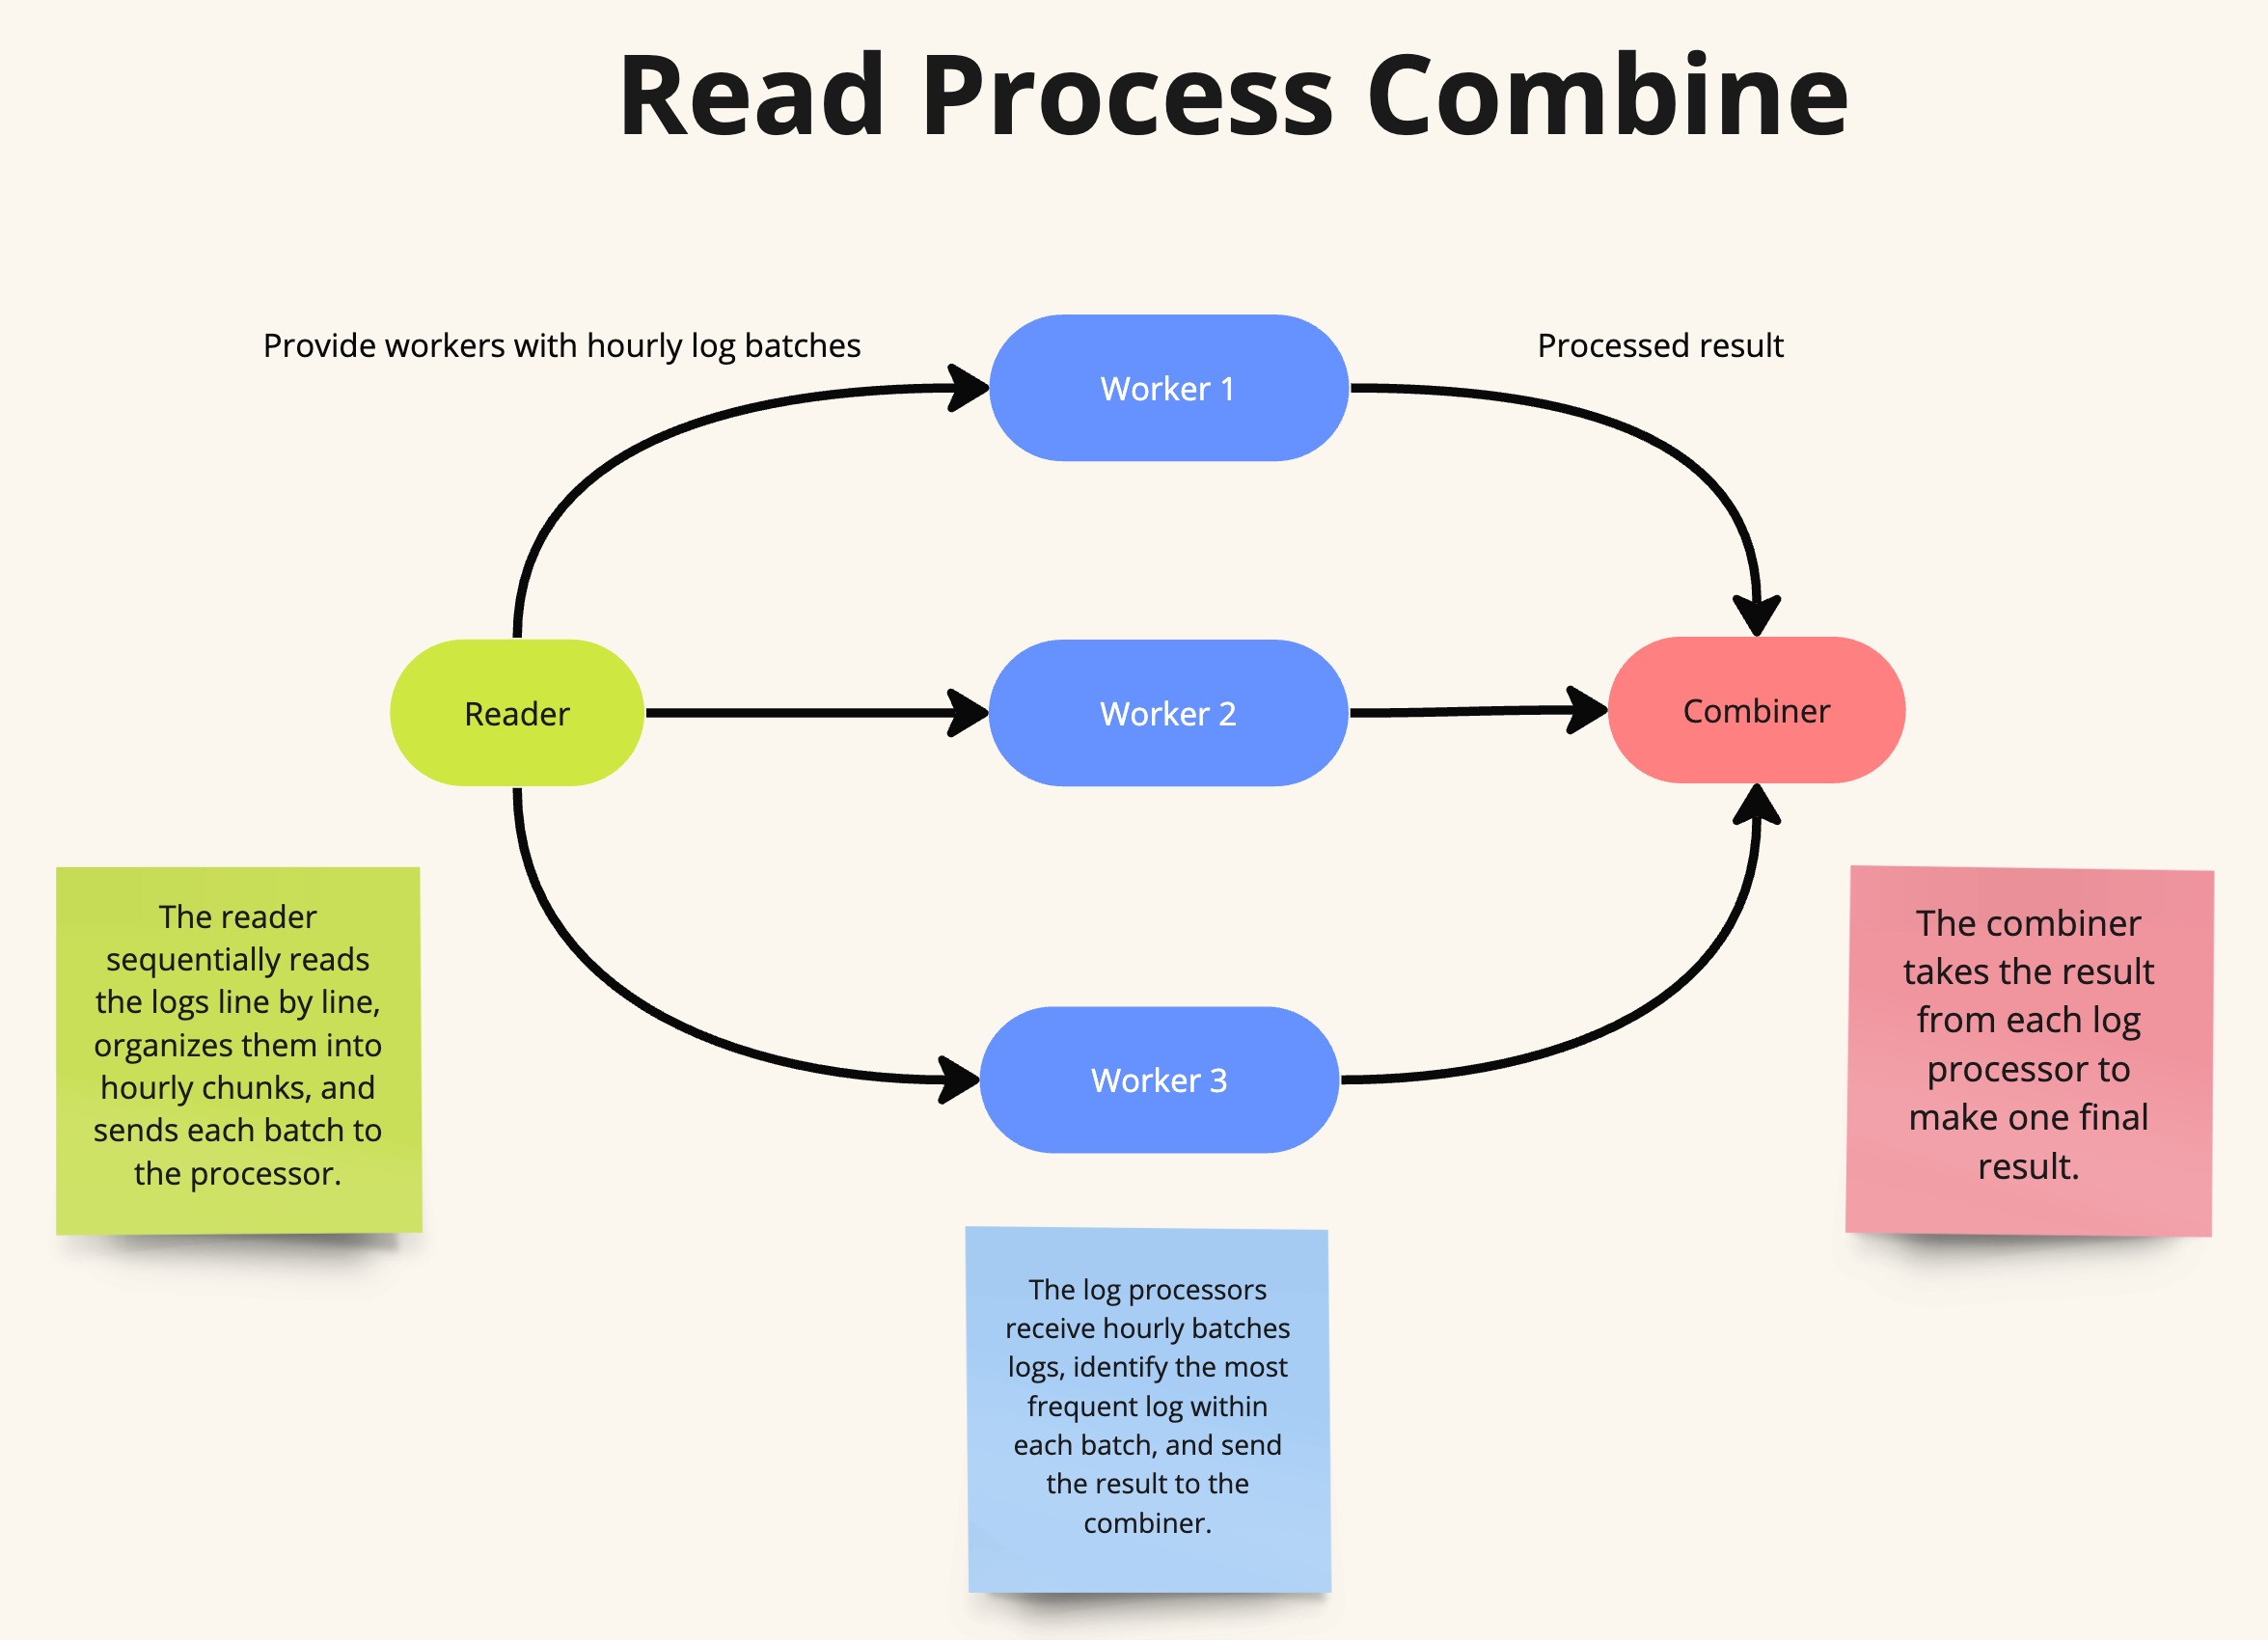 Read Process Combine
Provide workers with hourly log batches
Processed result
Worker 1
Reader
Worker 2
Combiner
Worker 3
The reader
sequentially reads
the logs line by line,
organizes them into
hourly chunks, and
sends each batch to
the processor.
The log processors
receive hourly batches
logs, identify the most
frequent log within
each batch, and send
the result to the
combiner.
The combiner
takes the result
from each log
processor to
make one final
result.